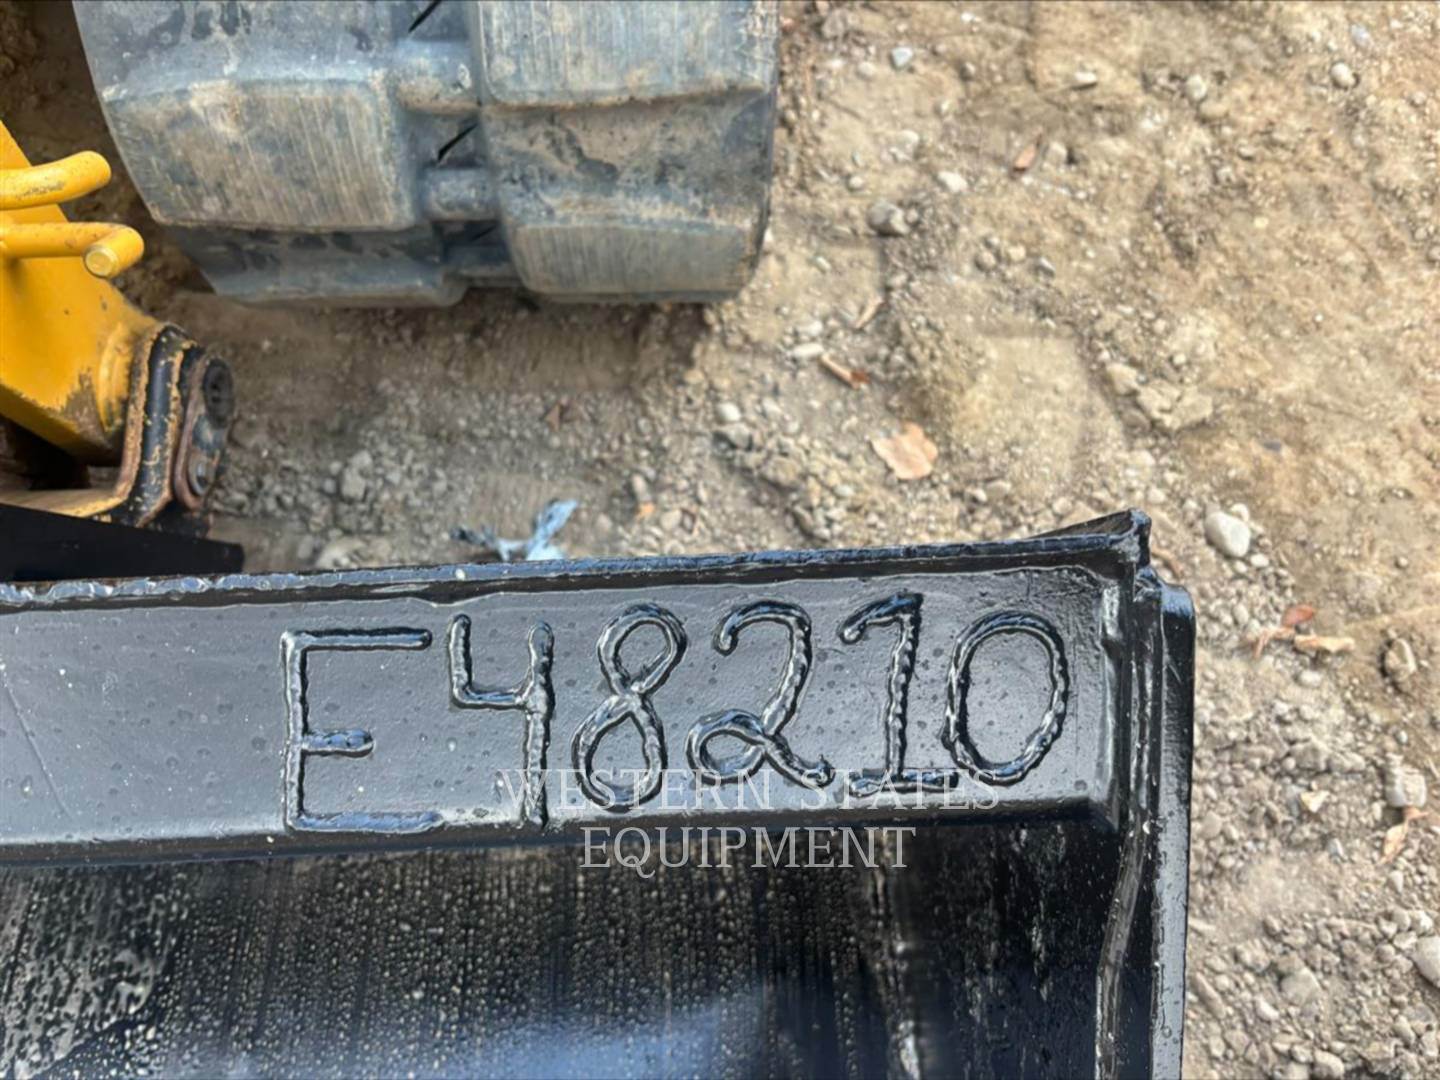 E48210
WESTERN STATES
EQUIPMENT